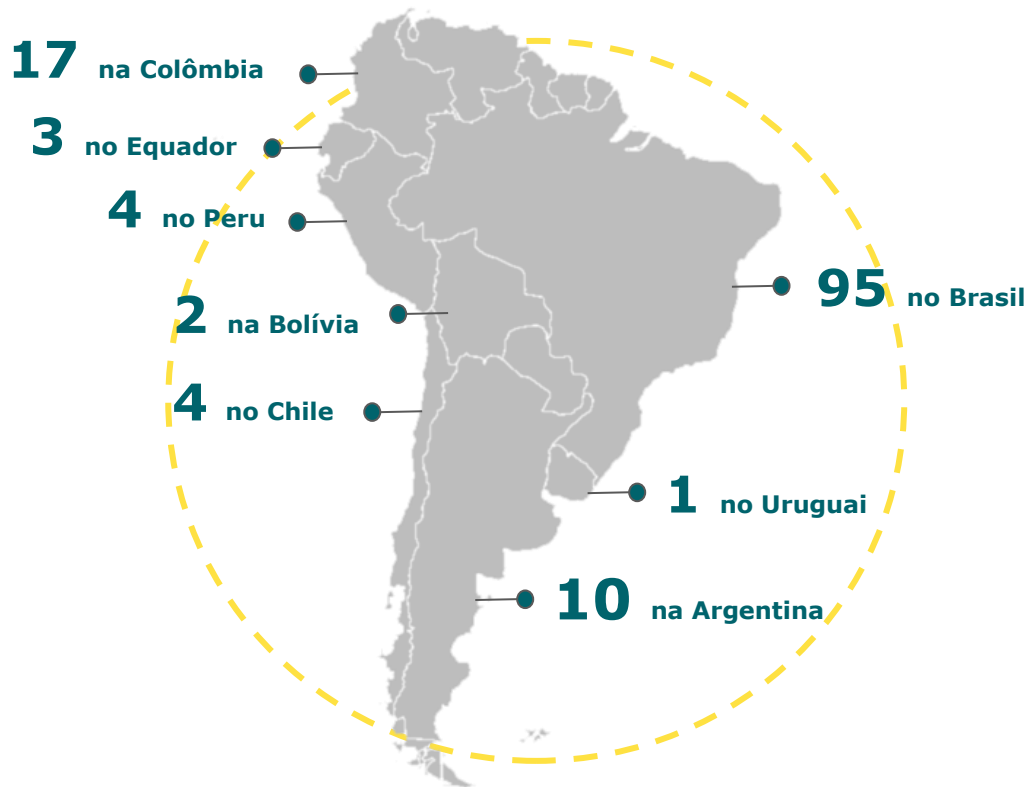 17 na Colômbia
3 no Equador
4 no Peru
95 no Brasil
2 na Bolívia
4 no Chile
1 no Uruguai
10 na Argentina